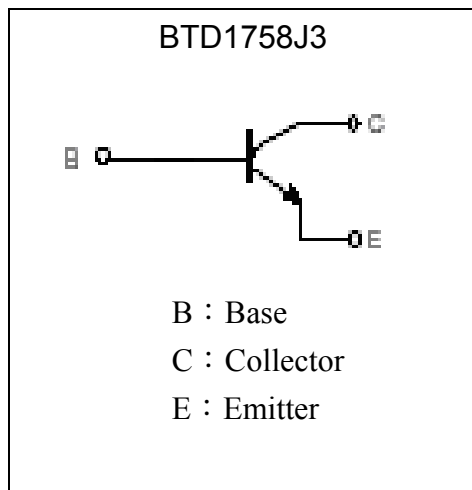 BTD1758J3
C
B
E
B：Base
C：Collector
E：Emitter